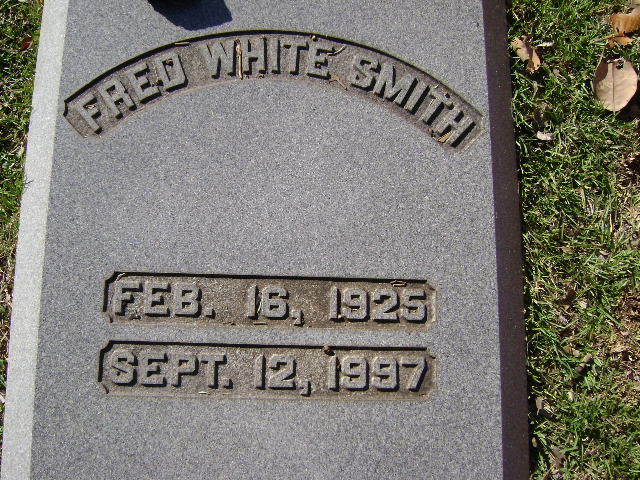 FRED WHITE SMITH
FEB. 16, 1925
SEPT. 12, 1997